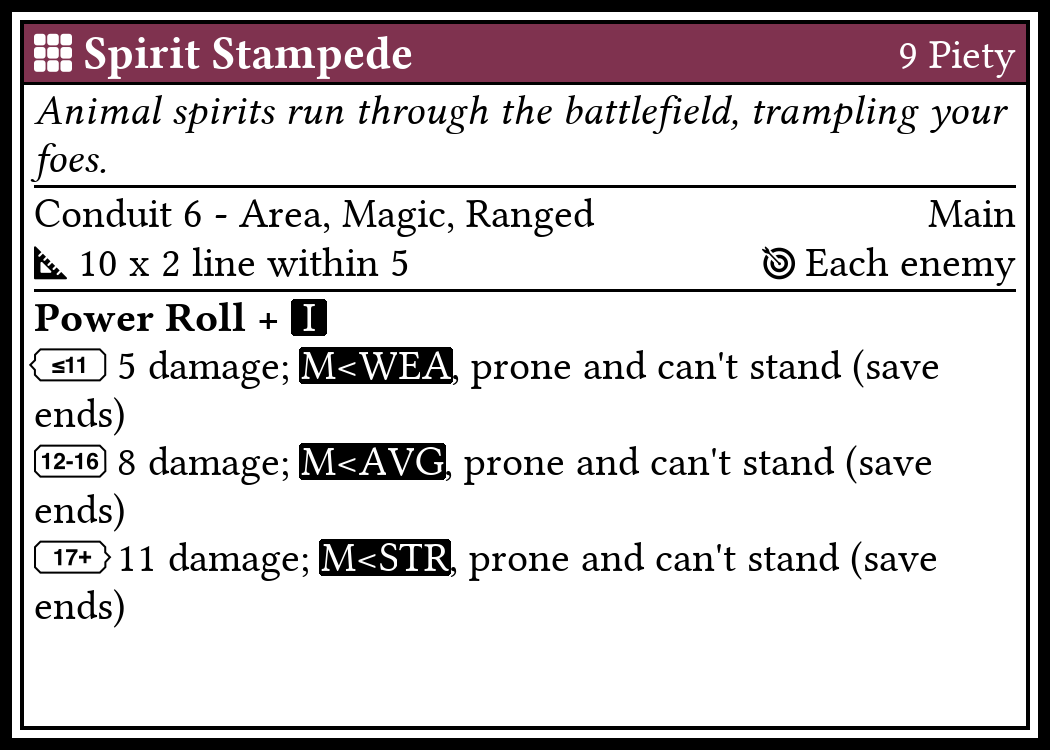 Spirit Stampede 9 Piety
Animal spirits run through the battlefield, trampling your
foes.
Conduit 6 - Area, Magic, Ranged Main
10 x 2 line within 5 Each enemy
Power Roll + I
≤11 5 damage; M<WEA, prone and can't stand (save
ends)
12-16 8 damage; M<AVG, prone and can't stand (save
ends)
17+ 11 damage; M<STR, prone and can't stand (save
ends)